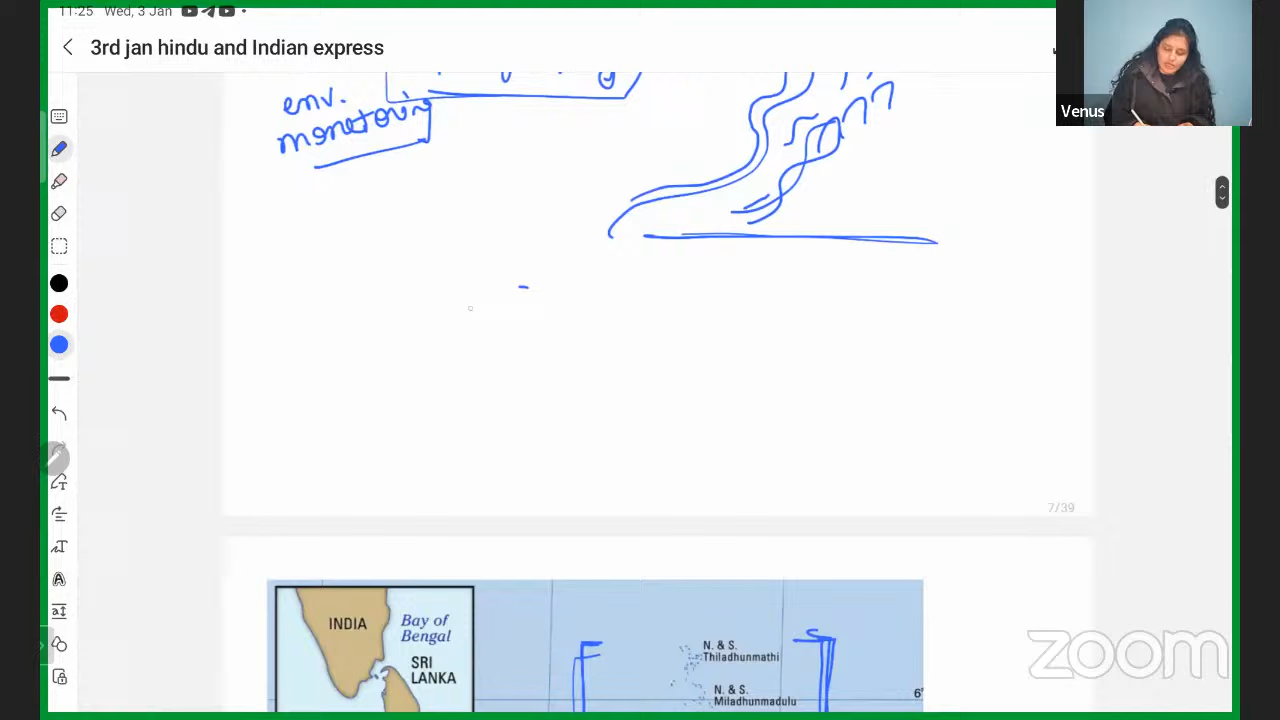 11:25 Wed, 3 Jan
3rd jan hindu and Indian express
Venus
env.
monetoring
7/39
INDIA
Bay of
Bengal
SRI
LANKA
N. & S.
Thiladhunmathi
N. & S.
Miladhunmadulu
6°
zoom